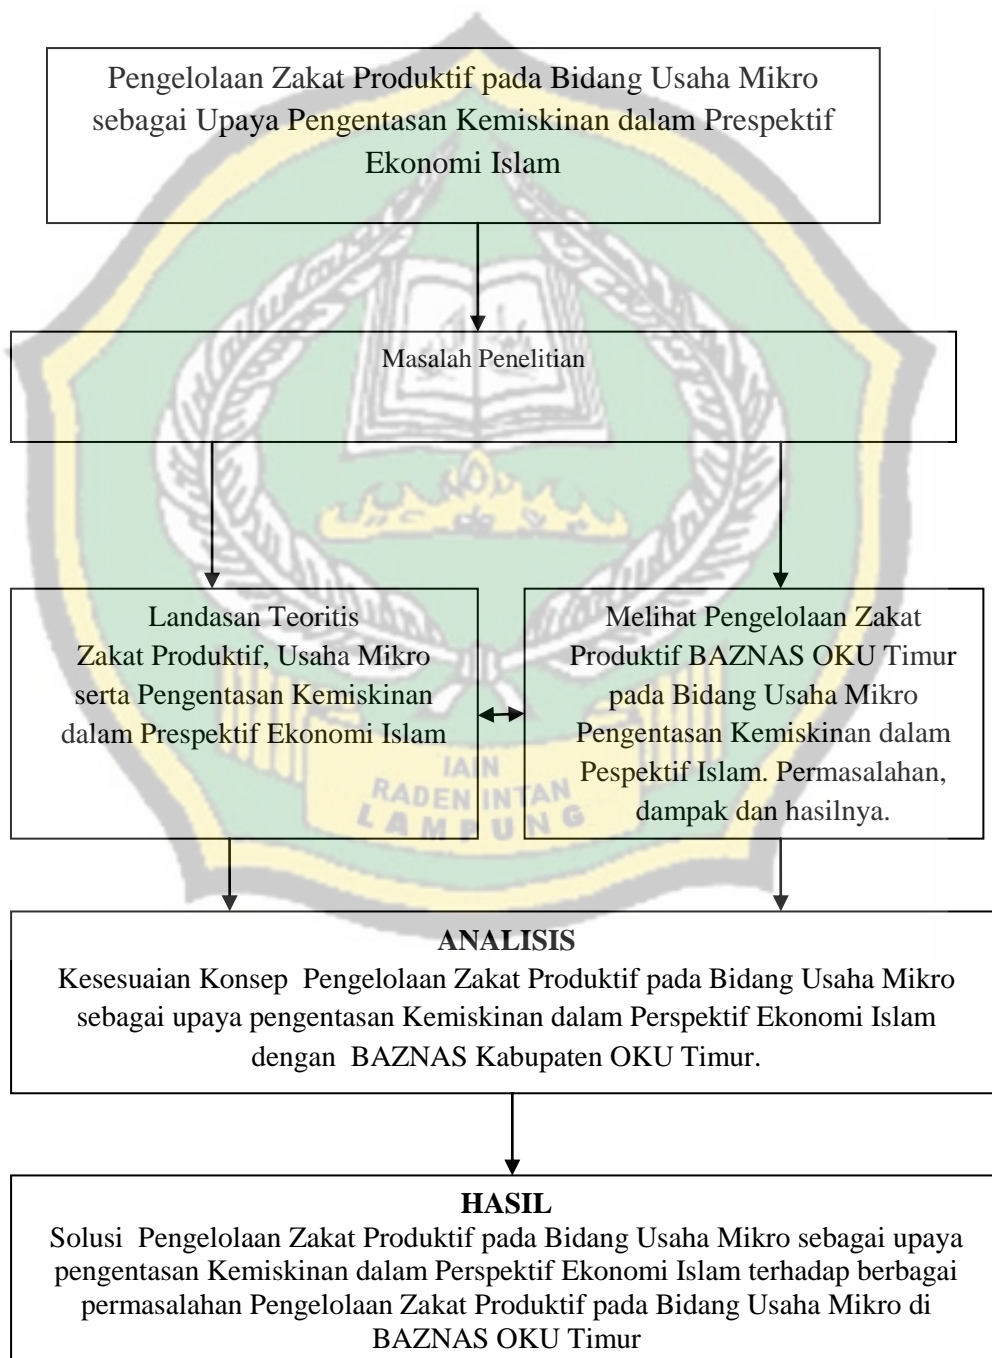 Pengelolaan Zakat Produktif pada Bidang Usaha Mikro
sebagai Upaya Pengentasan Kemiskinan dalam Prespektif
Ekonomi Islam
Masalah Penelitian
Landasan Teoritis
Zakat Produktif, Usaha Mikro
serta Pengentasan Kemiskinan
dalam Prespektif Ekonomi Islam
Melihat Pengelolaan Zakat
Produktif BAZNAS OKU Timur
pada Bidang Usaha Mikro
Pengentasan Kemiskinan dalam
Pespektif Islam. Permasalahan,
dampak dan hasilnya.
IAIN
RADEN INTAN
LAMPUNG
ANALISIS
Kesesuaian Konsep Pengelolaan Zakat Produktif pada Bidang Usaha Mikro
sebagai upaya pengentasan Kemiskinan dalam Perspektif Ekonomi Islam
dengan BAZNAS Kabupaten OKU Timur.
HASIL
Solusi Pengelolaan Zakat Produktif pada Bidang Usaha Mikro sebagai upaya
pengentasan Kemiskinan dalam Perspektif Ekonomi Islam terhadap berbagai
permasalahan Pengelolaan Zakat Produktif pada Bidang Usaha Mikro di
BAZNAS OKU Timur